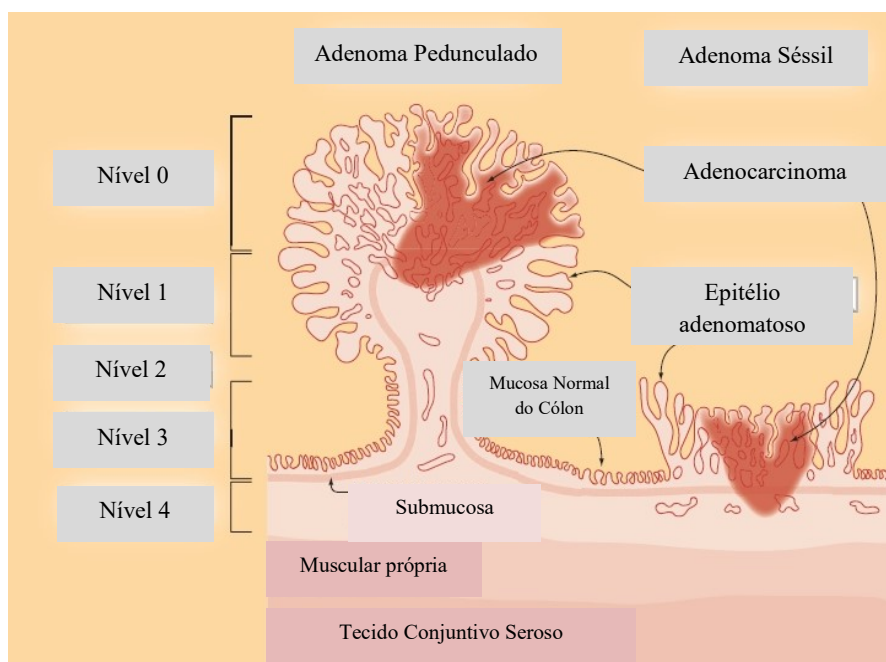 Adenoma Pedunculado
Adenoma Séssil
Nível 0
Adenocarcinoma
Nível 1
Epitélio
adenomatoso
Nível 2
Mucosa Normal
do Cólon
Nível 3
Nível 4
Submucosa
Muscular própria
Tecido Conjuntivo Seroso